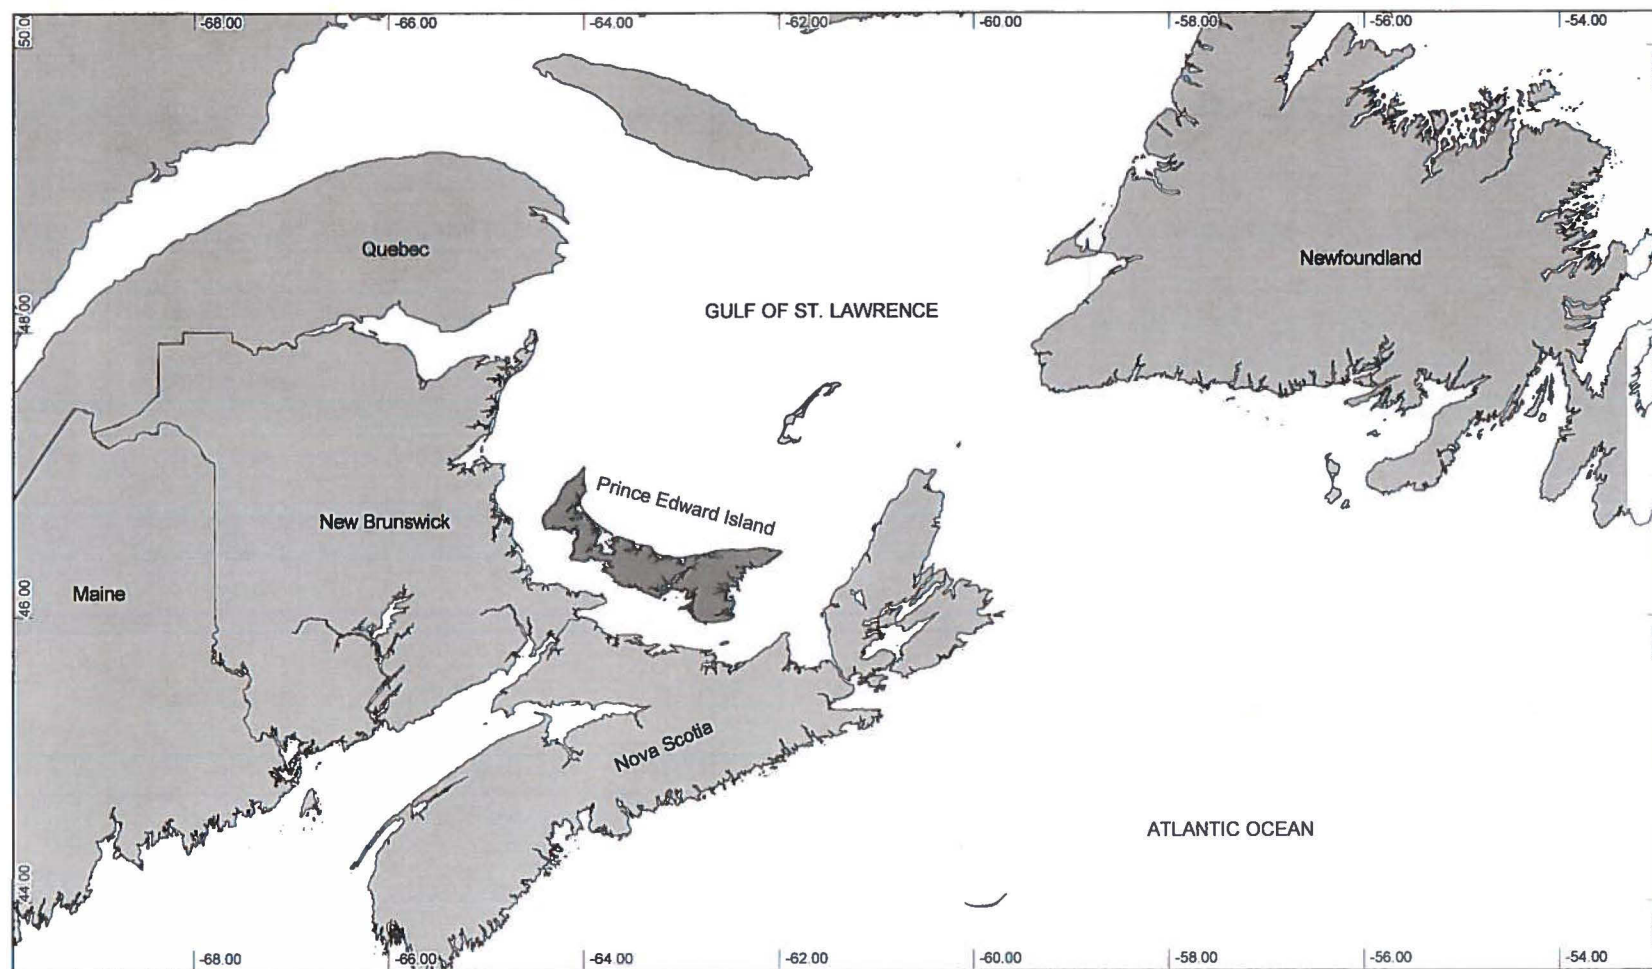 -68 00 -66 00 -64 00 -62 00 -60 00 -58 00 -56 00 -54 00
50 0
Quebec
Newfoundland
48 00
GULF OF ST. LAWRENCE
Prince Edward Island
New Brunswick
Maine
46 00
Nova Scotia
ATLANTIC OCEAN
44 00
-68 00 -66 00 -64 00 -62 00 -60 00 -58 00 -56 00 -54 00